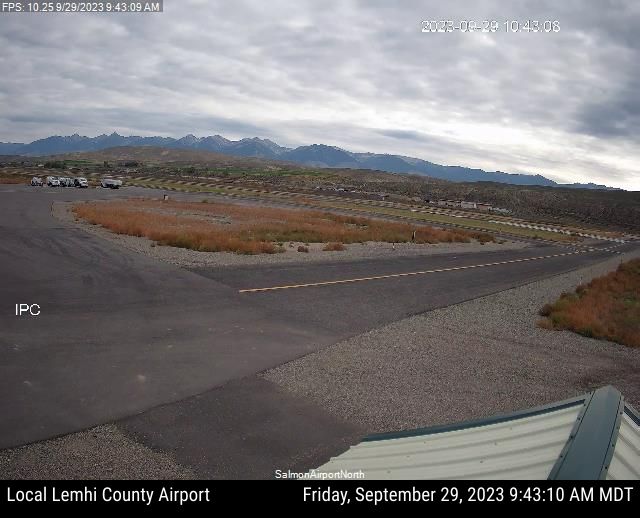 FPS: 10.25 9/29/2023 9:43:09 AM
2023-09-29 10:43:08
IPC
SalmonAirportNorth
Local Lemhi County Airport
Friday, September 29, 2023 9:43:10 AM MDT